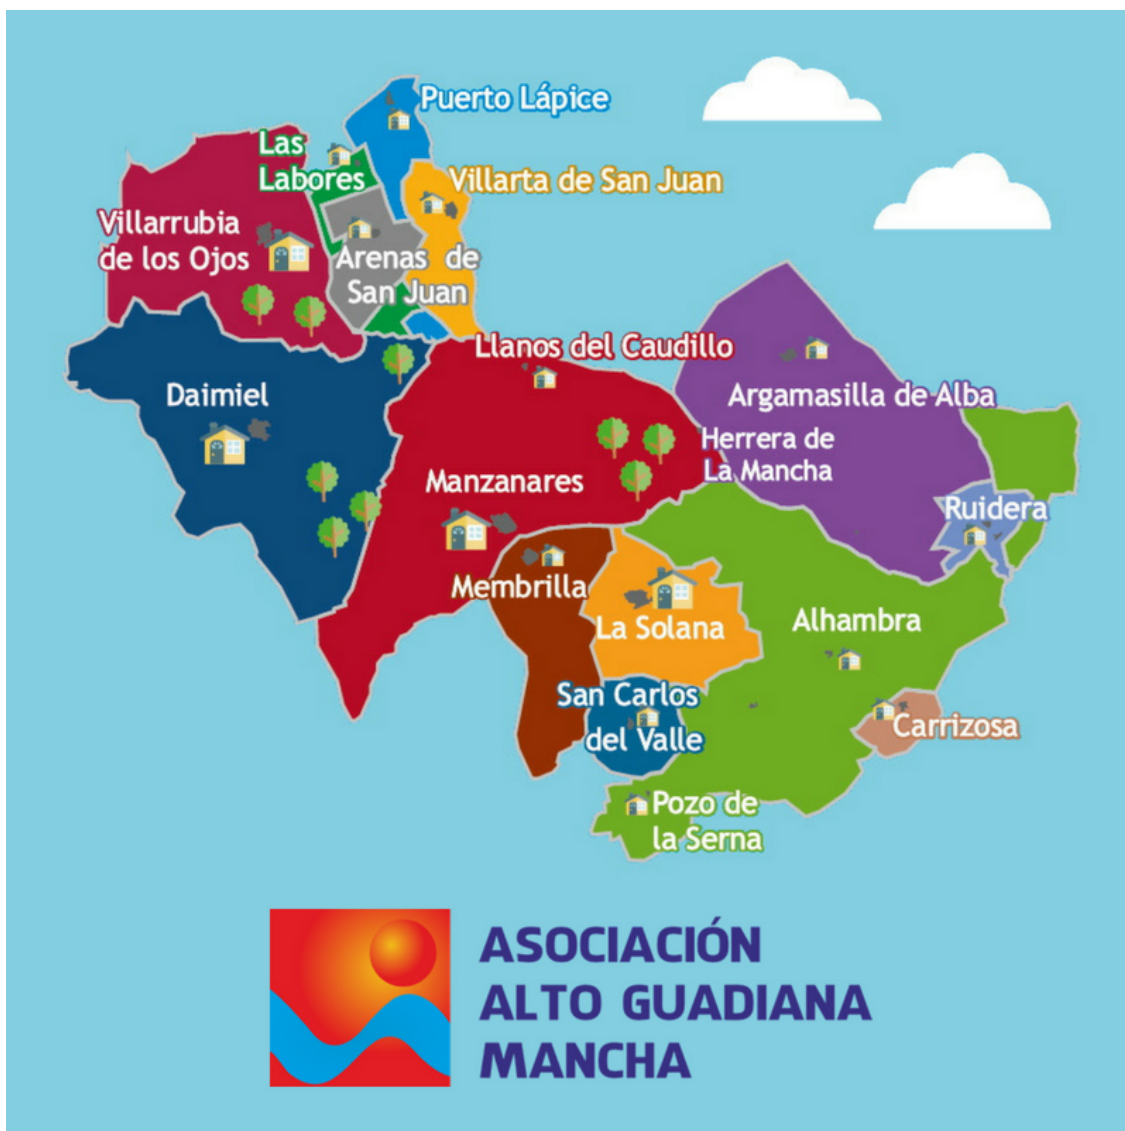 Puerto Lápice
Las
Labores
Villarta de San Juan
Villarrubia
de los Ojos
Arenas de
San Juan
Llanos del Caudillo
Daimiel
Argamasilla de Alba
Herrera de
La Mancha
Manzanares
Ruidera
Membrilla
La Solana
Alhambra
San Carlos
del Valle
Carrizosa
Pozo de
la Serna
ASOCIACIÓN
ALTO GUADIANA
MANCHA